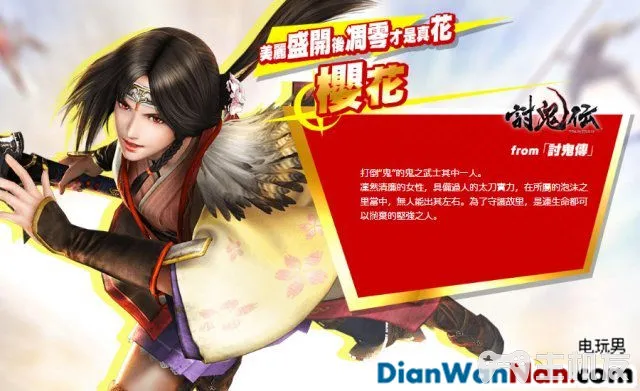 美麗盛開後凋零才是真花
櫻花
討鬼伝
from「討鬼傳」
打倒“鬼”的鬼之武士其中一人。
凜然清麗的女性，具備過人的太刀實力，在所屬的泡沫之
里當中，無人能出其左右。為了守護故里，是連生命都可
以拋棄的堅強之人。
电玩男
DianWanNan.com